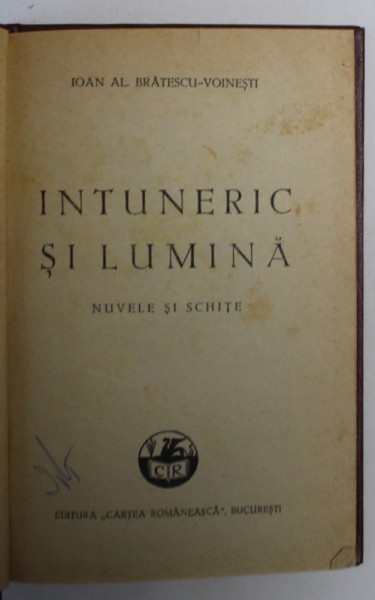 IOAN AL. BRĂTESCU-VOINEȘTI
INTUNERIC
ȘI LUMINĂ
NUVELE ȘI SCHIȚE
CR
EDITURA „CARTEA ROMÂNEASCĂ”, BUCUREȘTI